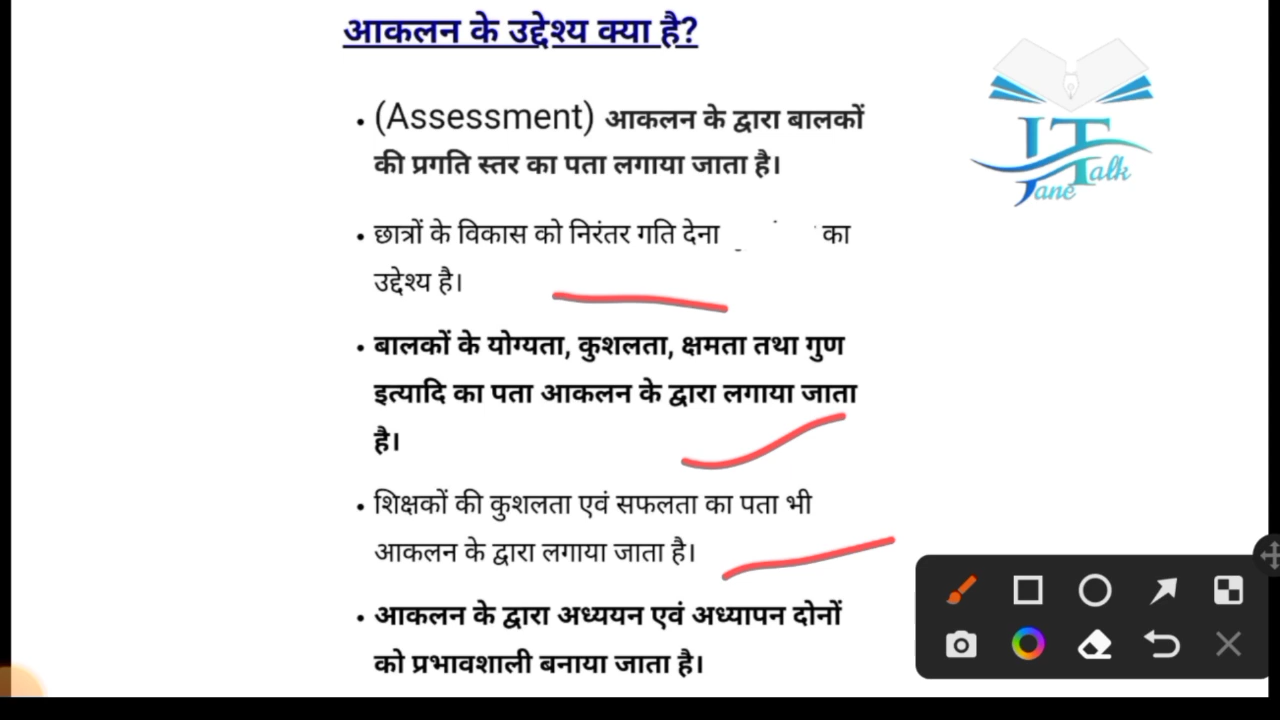 आकलन के उद्देश्य क्या है?
• (Assessment) आकलन के द्वारा बालकों
की प्रगति स्तर का पता लगाया जाता है।
• छात्रों के विकास को निरंतर गति देना का
उद्देश्य है।
• बालकों के योग्यता, कुशलता, क्षमता तथा गुण
इत्यादि का पता आकलन के द्वारा लगाया जाता
है।
• शिक्षकों की कुशलता एवं सफलता का पता भी
आकलन के द्वारा लगाया जाता है।
• आकलन के द्वारा अध्ययन एवं अध्यापन दोनों
को प्रभावशाली बनाया जाता है।
JT
Jane Talk